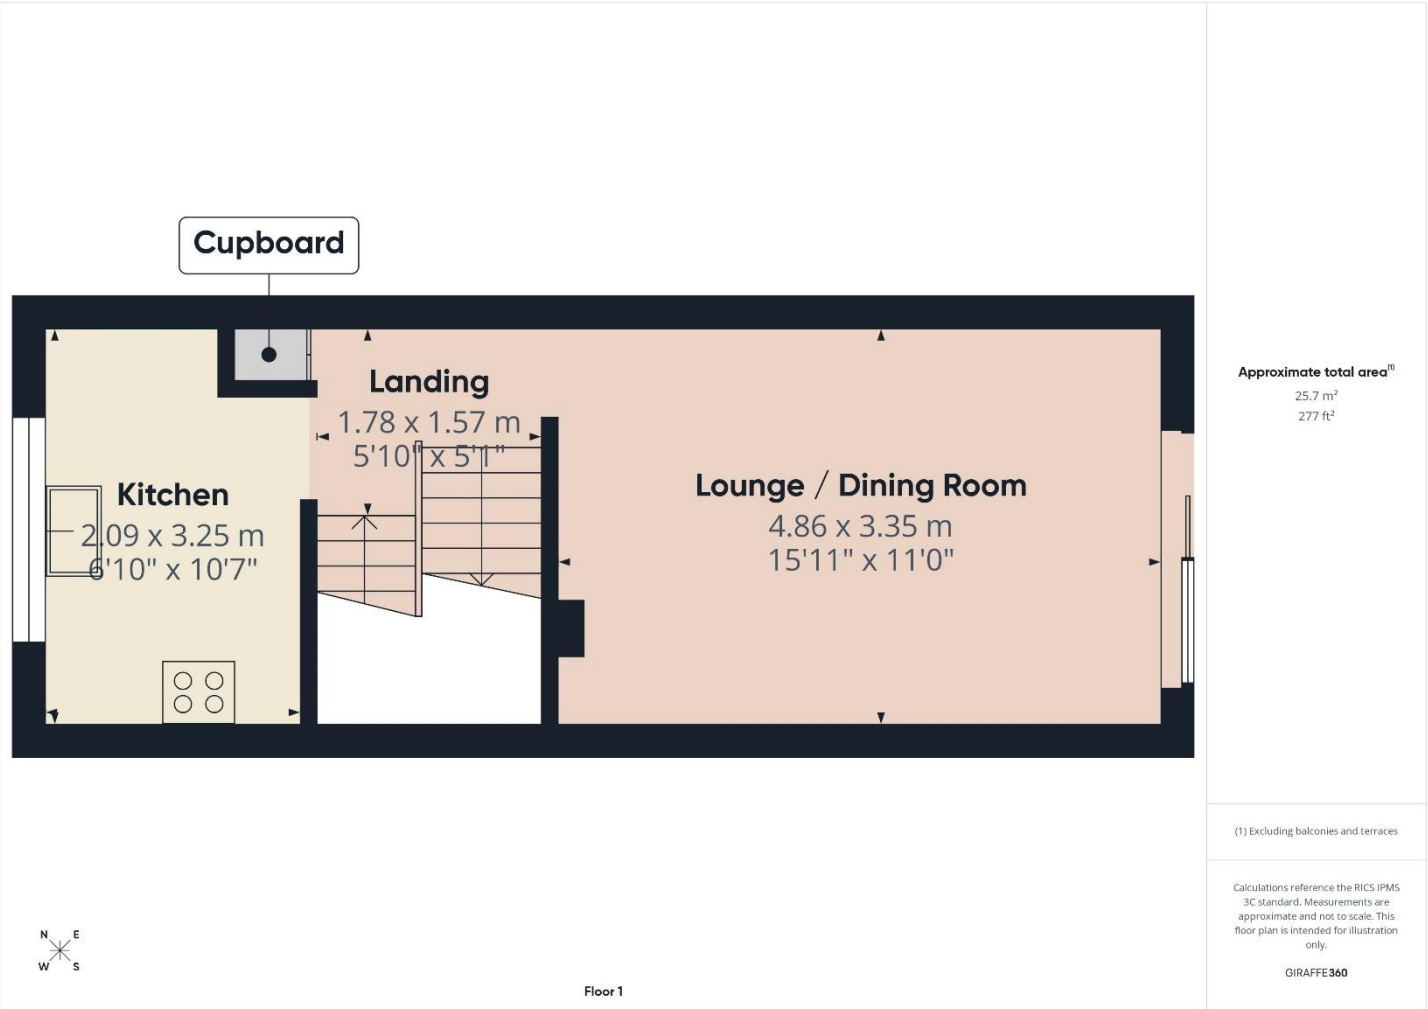 Cupboard
Landing
1.78 x 1.57 m
5'10" x 5'1"
Kitchen
2.09 x 3.25 m
6'10" x 10'7"
Lounge / Dining Room
4.86 x 3.35 m
15'11" x 11'0"
Approximate total area(1)
25.7 m²
277 ft²
(1) Excluding balconies and terraces
Calculations reference the RICS IPMS
3C standard. Measurements are
approximate and not to scale. This
floor plan is intended for illustration
only.
GIRAFFE360
N E
W S
Floor 1